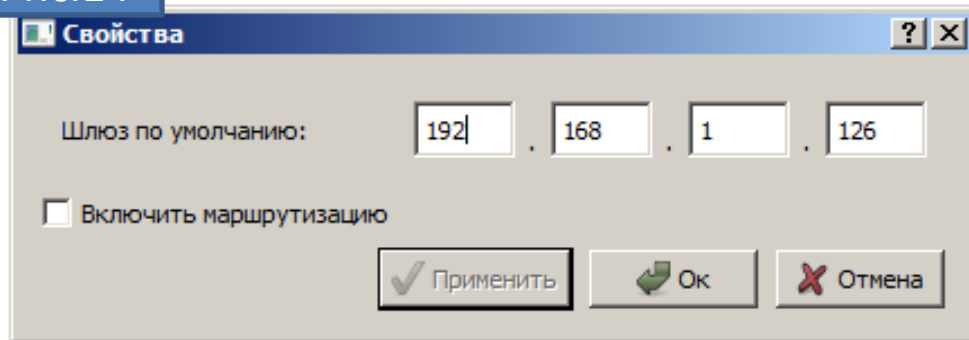 Свойства
Шлюз по умолчанию: 192 . 168 . 1 . 126
Включить маршрутизацию
Применить Ок Отмена